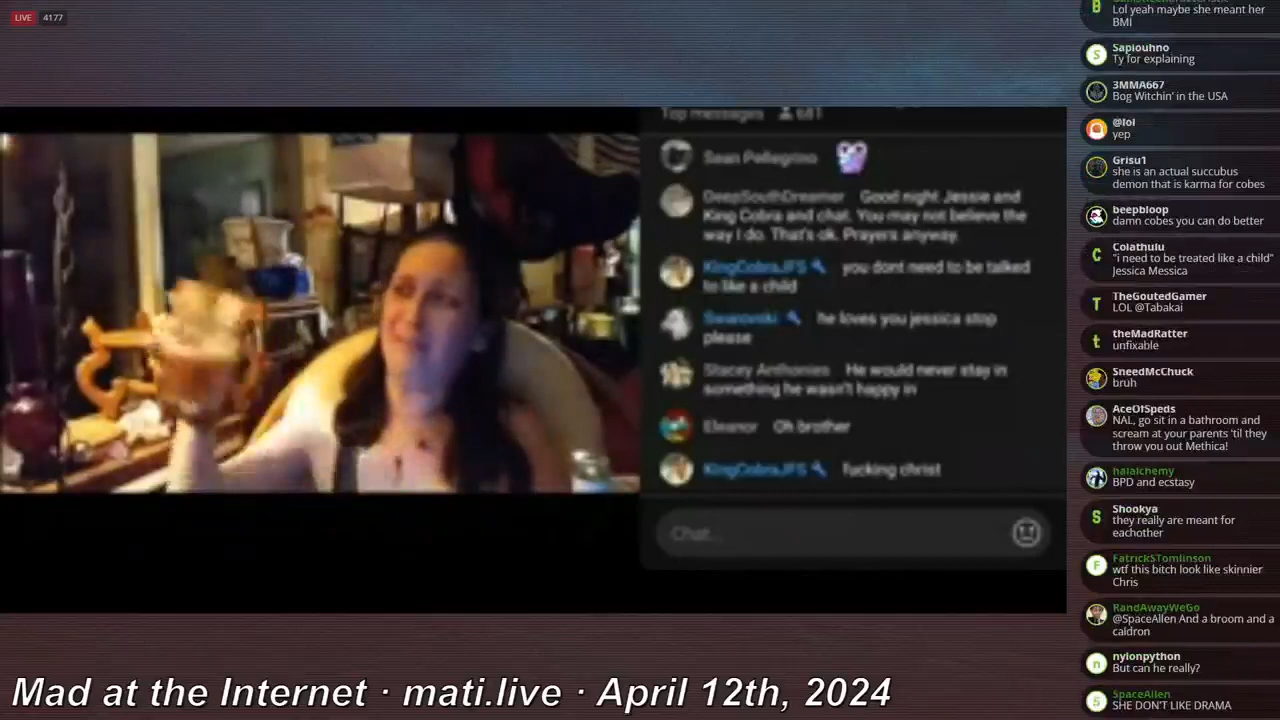 LIVE 4177
Top messages 681
Sean Pellegrino
DeepSouthDreamer Good night Jessie and
King Cobra and chat. You may not believe the
way I do. That's ok. Prayers anyway.
KingCobraJFS you dont need to be talked
to like a child
Swarovski he loves you jessica stop
please
Stacey Anthonies He would never stay in
something he wasn't happy in
Eleanor Oh brother
KingCobraJFS fucking christ
Chat...
B
Lol yeah maybe she meant her
BMI
S
Sapiouhno
Ty for explaining
3MMA667
Bog Witchin' in the USA
@lol
yep
Grisu1
she is an actual succubus
demon that is karma for cobes
beepbloop
damn cobes you can do better
C
Colathulu
"i need to be treated like a child"
Jessica Messica
T
TheGoutedGamer
LOL @Tabakai
t
theMadRatter
unfixable
SneedMcChuck
bruh
AceOfSpeds
NAL, go sit in a bathroom and
scream at your parents 'til they
throw you out Methica!
halalchemy
BPD and ecstasy
S
Shookya
they really are meant for
eachother
F
FatrickSTomlinson
wtf this bitch look like skinnier
Chris
RandAwayWeGo
@SpaceAllen And a broom and a
caldron
n
nylonpython
But can he really?
S
SpaceAllen
SHE DON'T LIKE DRAMA
Mad at the Internet · mati.live · April 12th, 2024